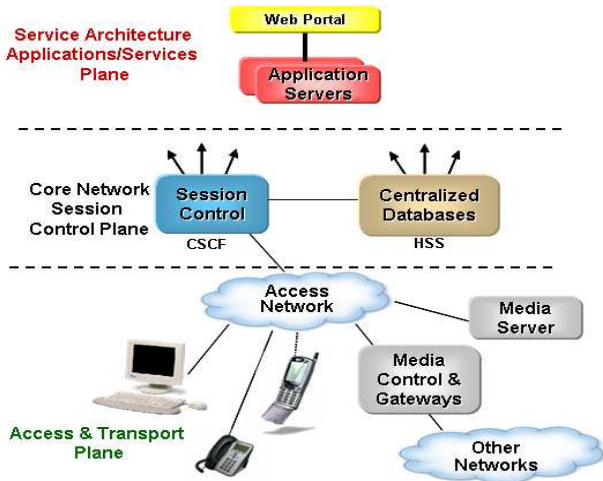 Web Portal
Service Architecture
Applications/Services
Plane
Application
Servers
Core Network
Session
Control Plane
Session
Control
CSCF
Centralized
Databases
HSS
Access
Network
Media
Server
Media
Control &
Gateways
Access & Transport
Plane
Other
Networks